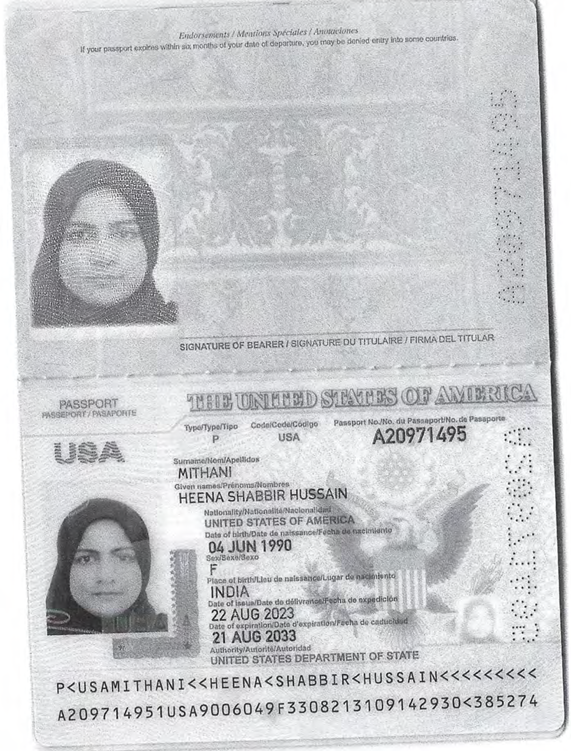 Endorsements / Mentions Spéciales / Anotaciones
If your passport expires within six months of your date of departure, you may be denied entry into some countries.
A20971495
SIGNATURE OF BEARER / SIGNATURE DU TITULAIRE / FIRMA DEL TITULAR
PASSPORT
PASSEPORT / PASAPORTE
THE UNITED STATES OF AMERICA
Type/Type/Tipo Code/Code/Código Passport No./No. du Passeport/No. de Pasaporte
P USA A20971495
USA
Surname/Nom/Apellidos
MITHANI
Given names/Prénoms/Nombres
HEENA SHABBIR HUSSAIN
Nationality/Nationalité/Nacionalidad
UNITED STATES OF AMERICA
Date of birth/Date de naissance/Fecha de nacimiento
04 JUN 1990
Sex/Sexe/Sexo
F
Place of birth/Lieu de naissance/Lugar de nacimiento
INDIA
Date of issue/Date de délivrance/Fecha de expedición
22 AUG 2023
Date of expiration/Date d'expiration/Fecha de caducidad
21 AUG 2033
Authority/Autorité/Autoridad
UNITED STATES DEPARTMENT OF STATE
P<USAMITHANI<<HEENA<SHABBIR<HUSSAIN<<<<<<<<<
A209714951USA9006049F3308213109142930<385274